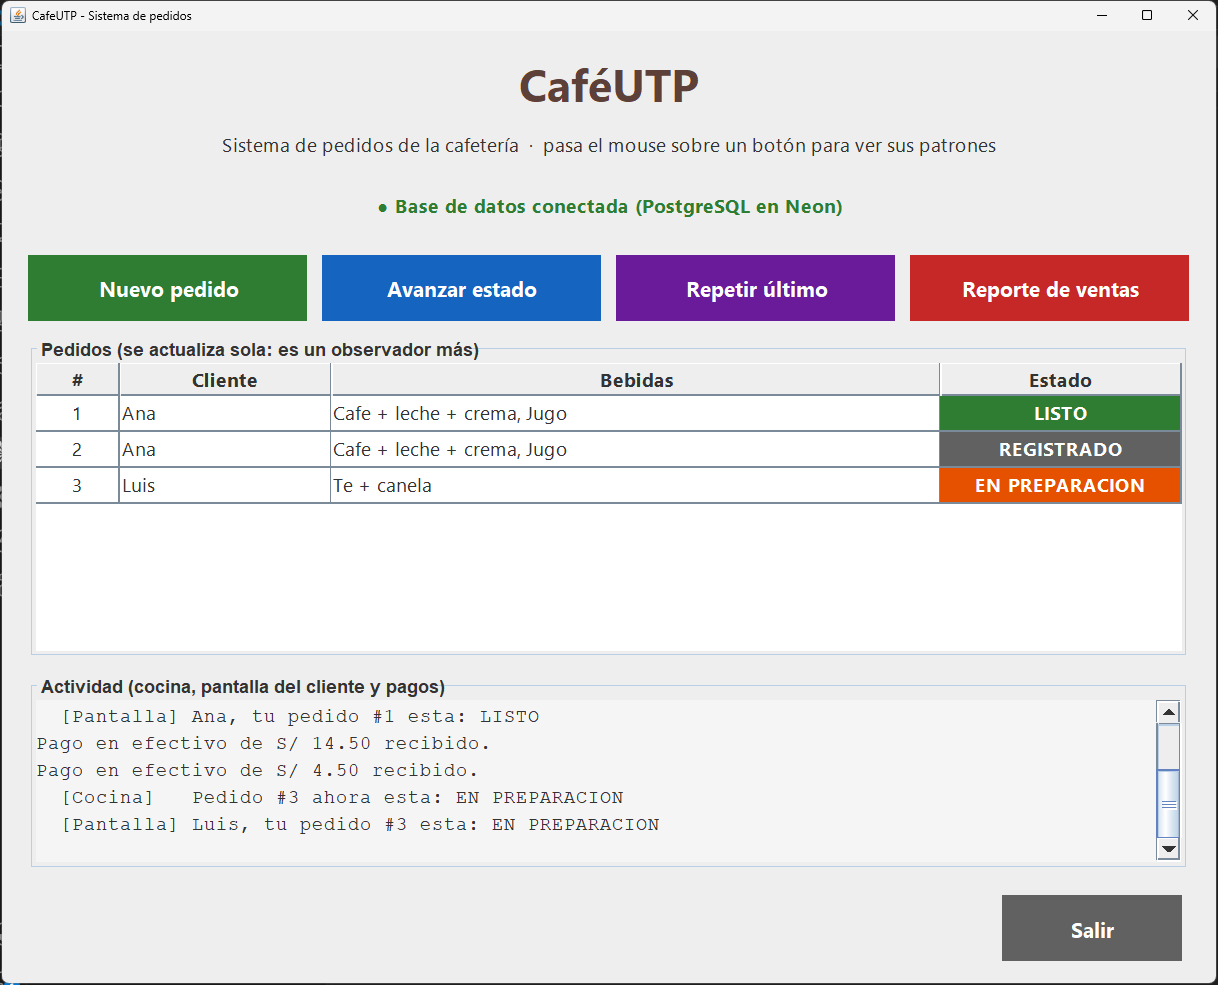 CafeUTP - Sistema de pedidos
CaféUTP
Sistema de pedidos de la cafetería · pasa el mouse sobre un botón para ver sus patrones
● Base de datos conectada (PostgreSQL en Neon)
Nuevo pedido Avanzar estado Repetir último Reporte de ventas
Pedidos (se actualiza sola: es un observador más)
# Cliente Bebidas Estado
1 Ana Cafe + leche + crema, Jugo LISTO
2 Ana Cafe + leche + crema, Jugo REGISTRADO
3 Luis Te + canela EN PREPARACION
Actividad (cocina, pantalla del cliente y pagos)
[Pantalla] Ana, tu pedido #1 esta: LISTO
Pago en efectivo de S/ 14.50 recibido.
Pago en efectivo de S/ 4.50 recibido.
[Cocina] Pedido #3 ahora esta: EN PREPARACION
[Pantalla] Luis, tu pedido #3 esta: EN PREPARACION
Salir